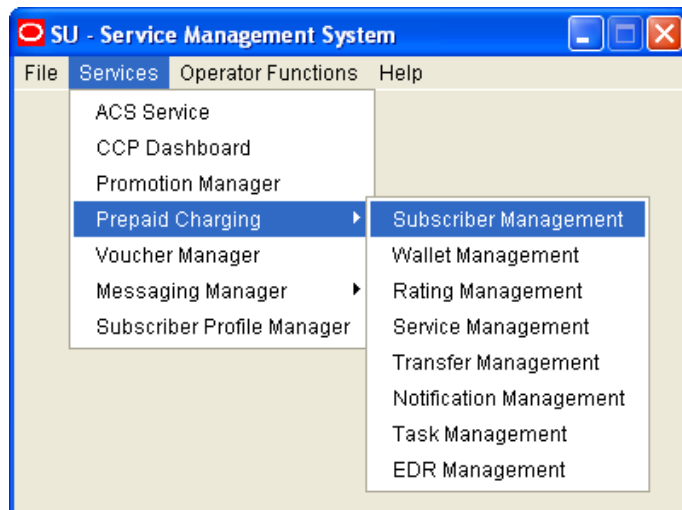 SU - Service Management System
File Services Operator Functions Help
ACS Service
CCP Dashboard
Promotion Manager
Prepaid Charging
Voucher Manager
Messaging Manager
Subscriber Profile Manager
Subscriber Management
Wallet Management
Rating Management
Service Management
Transfer Management
Notification Management
Task Management
EDR Management